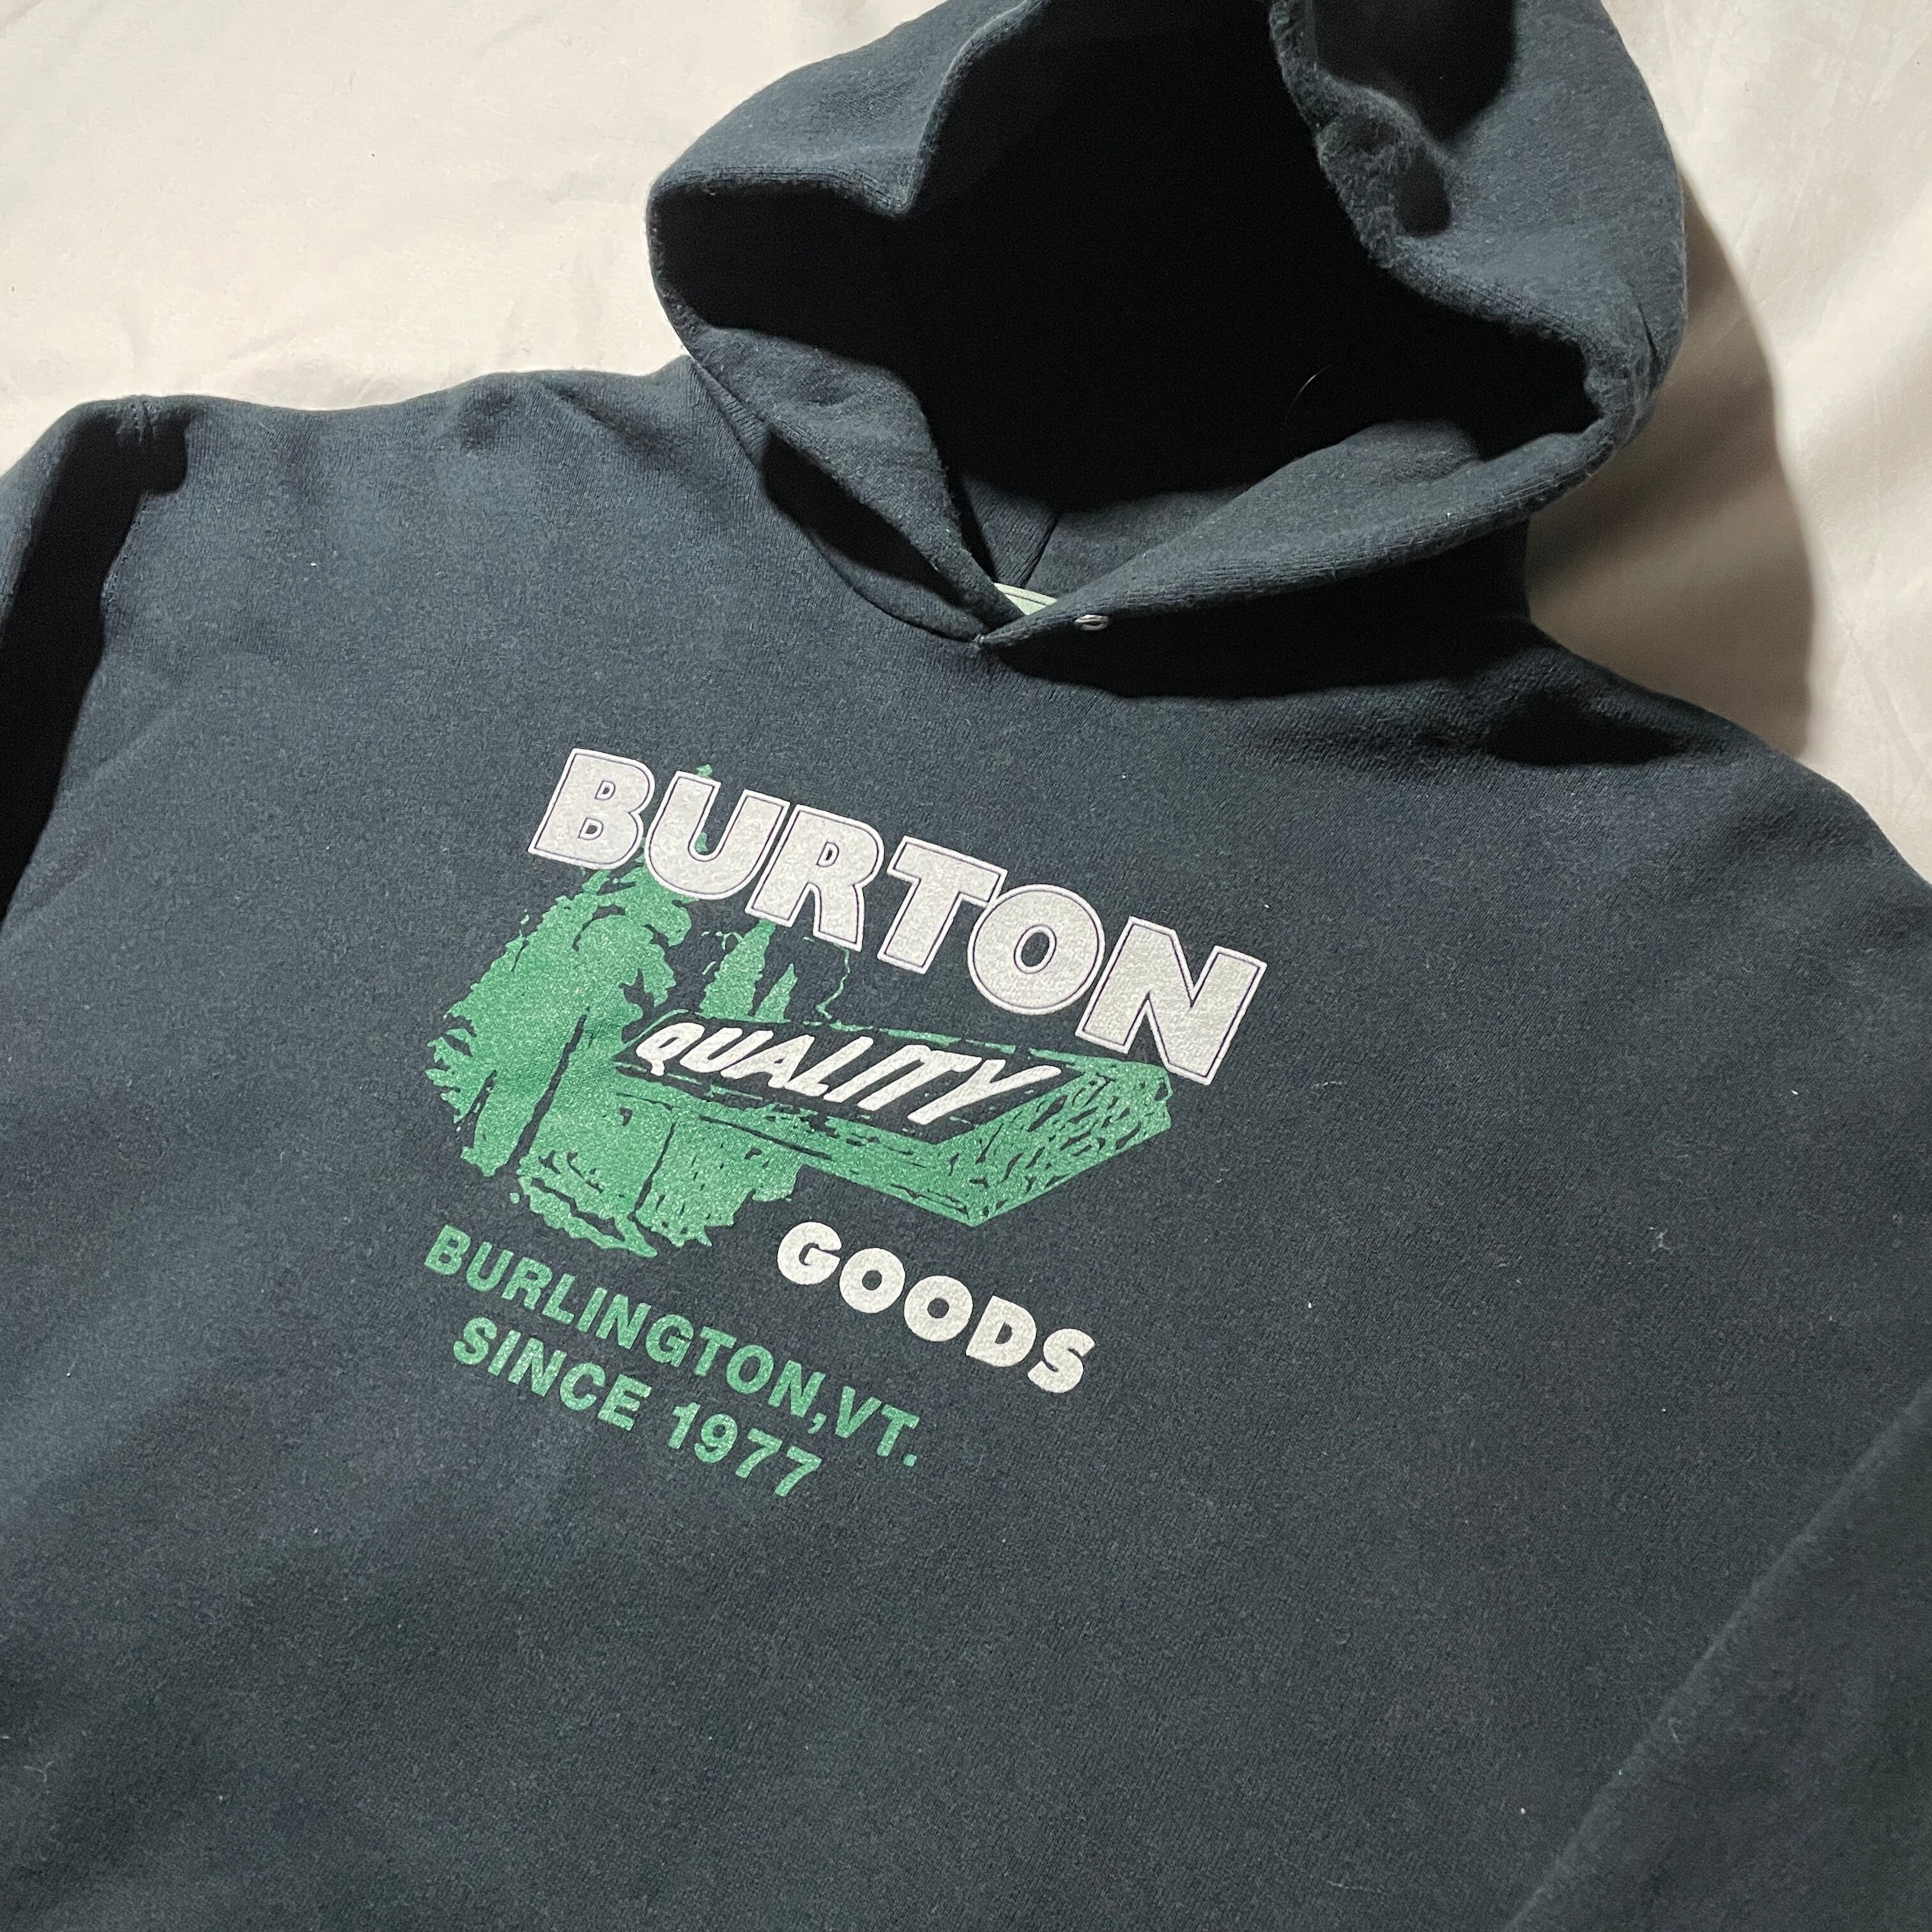 BURTON
QUALITY
GOODS
BURLINGTON,VT.
SINCE 1977